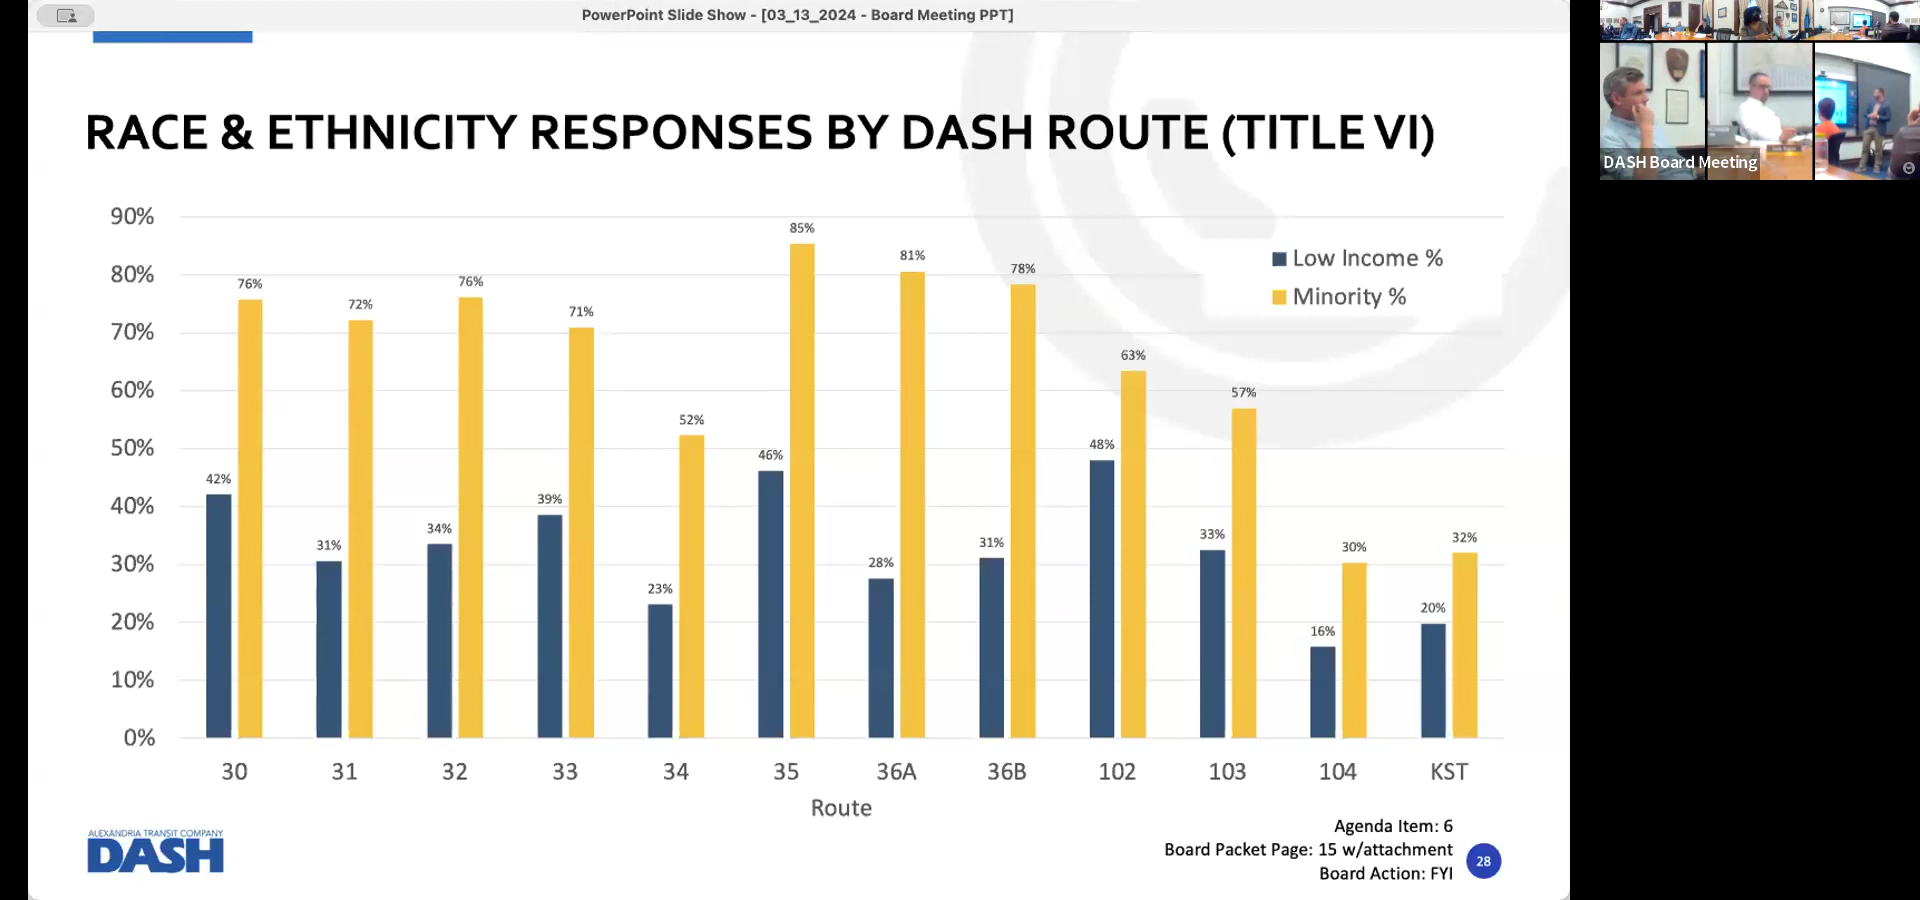 PowerPoint Slide Show - [03_13_2024 - Board Meeting PPT]
DASH Board Meeting
RACE & ETHNICITY RESPONSES BY DASH ROUTE (TITLE VI)
90%
80%
70%
60%
50%
40%
30%
20%
10%
0%
Low Income %
Minority %
42% 76%
31% 72%
34% 76%
39% 71%
23% 52%
46% 85%
28% 81%
31% 78%
48% 63%
33% 57%
16% 30%
20% 32%
30 31 32 33 34 35 36A 36B 102 103 104 KST
Route
ALEXANDRIA TRANSIT COMPANY
DASH
Agenda Item: 6
Board Packet Page: 15 w/attachment
Board Action: FYI
28